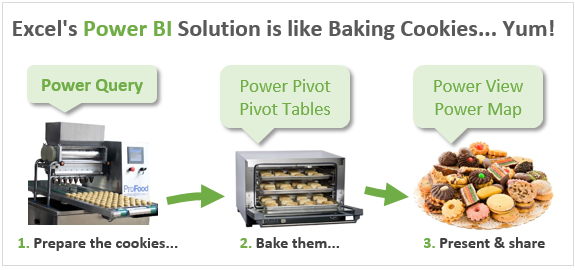 Excel's Power BI Solution is like Baking Cookies... Yum!
Power Query
Power Pivot
Pivot Tables
Power View
Power Map
ProFood
1. Prepare the cookies...
2. Bake them...
3. Present & share